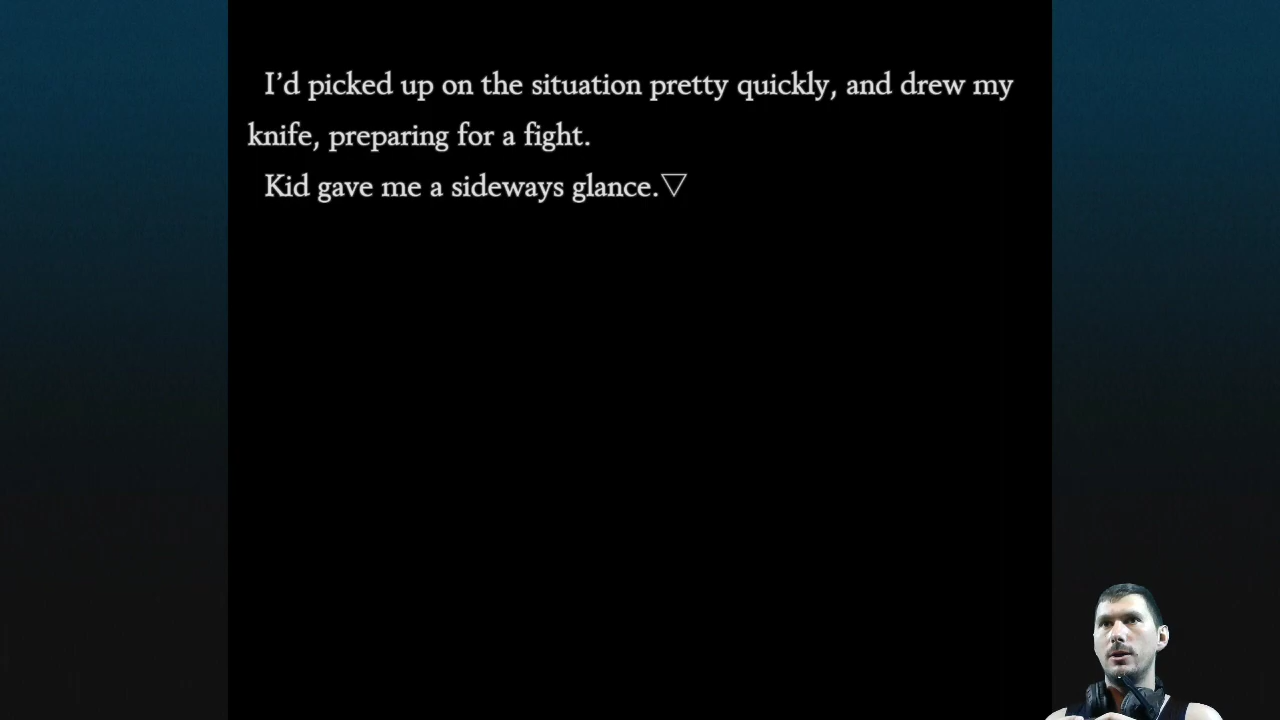 I’d picked up on the situation pretty quickly, and drew my
knife, preparing for a fight.
Kid gave me a sideways glance.▽